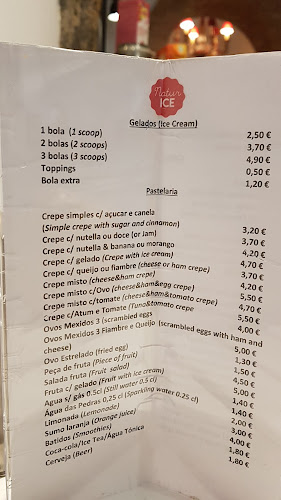 Natur
ICE
Gelados (Ice Cream)
1 bola (1 scoop) 2,50 €
2 bolas (2 scoops) 3,70 €
3 bolas (3 scoops) 4,90 €
Toppings 0,50 €
Bola extra 1,20 €
Pastelaria
Crepe simples c/ açucar e canela
(Simple crepe with sugar and cinnamon) 3,20 €
Crepe c/ nutella ou doce (or Jam) 3,70 €
Crepe c/ nutella & banana ou morango 4,20 €
Crepe c/ gelado (Crepe with ice cream) 4,70 €
Crepe c/ queijo ou fiambre (cheese or ham crepe) 3,70 €
Crepe misto (cheese&ham crepe) 4,20 €
Crepe misto c/Ovo (cheese&ham&egg crepe) 5,50 €
Crepe misto c/tomate (cheese&ham&tomato crepe) 4,50 €
Crepe c/Atum e Tomate (Tuno&tomato crepe 5,50 €
Ovos Mexidos 3 (scrambled eggs 4,00 €
Ovos Mexidos 3 Fiambre e Queijo (scrambled eggs with ham and
cheese) 5,00 €
Ovo Estrelado (fried egg) 1,30 €
Peça de fruta (Piece of fruit) 1,50 €
Salada fruta (Fruit salad) 4,50 €
Fruta c/ gelado (Fruit with ice cream) 5,00 €
Agua s/ gás 0.5cl (Still water 0.5 cl) 1,40 €
Água das Pedras 0,25 cl (Sparkling water 0.25 cl) 1,40 €
Limonada (Lemonade) 2,00 €
Sumo laranja (Orange juice) 3,00 €
Batidos (Smoothies) 4,00 €
Coca-cola/Ice Tea/Água Tónica 1,80 €
Cerveja (Beer) 1,80 €